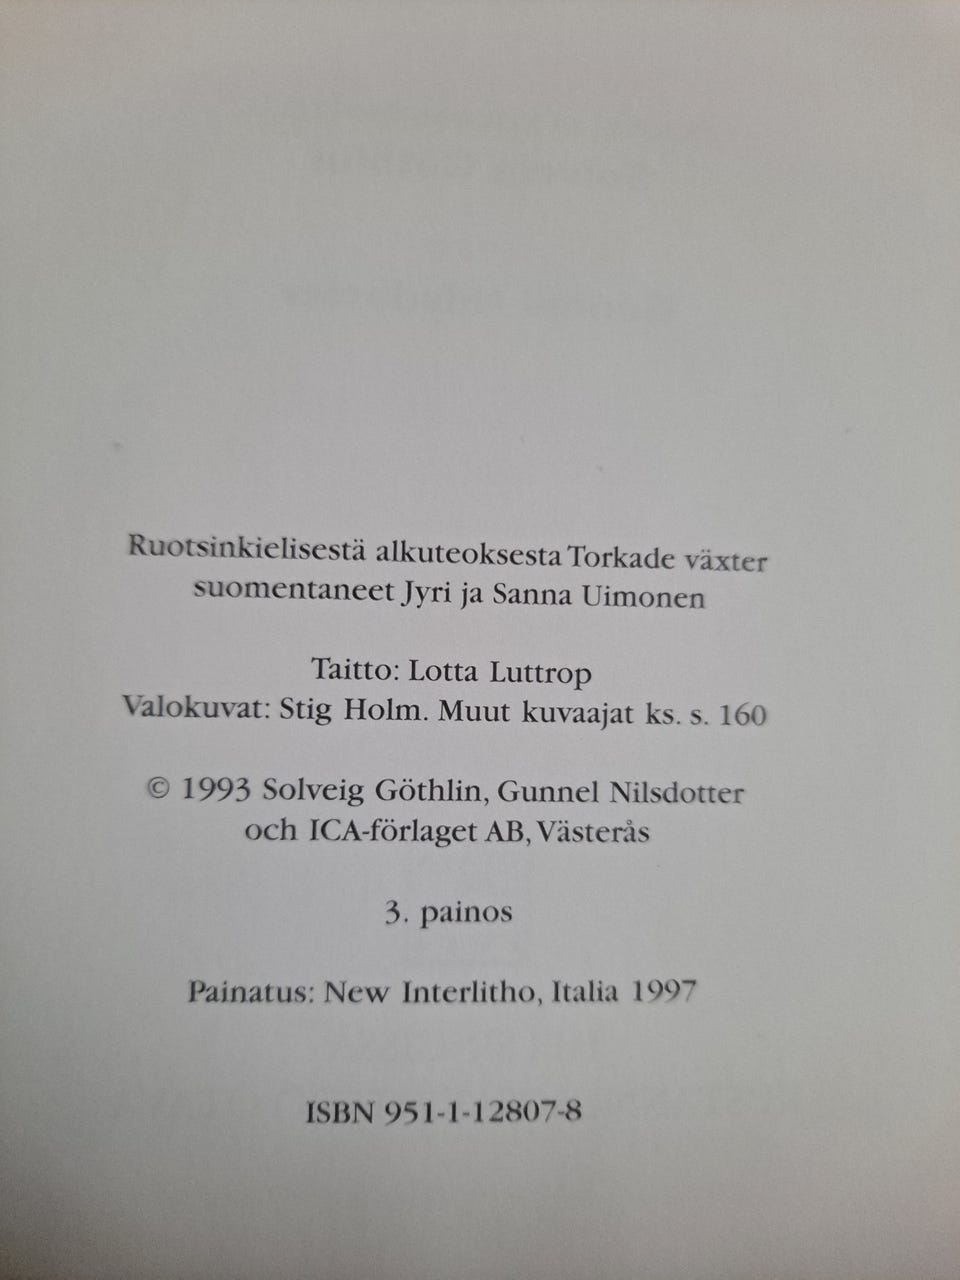 Ruotsinkielisestä alkuteoksesta Torkade växter
suomentaneet Jyri ja Sanna Uimonen
Taitto: Lotta Luttrop
Valokuvat: Stig Holm. Muut kuvaajat ks. s. 160
© 1993 Solveig Göthlin, Gunnel Nilsdotter
och ICA-förlaget AB, Västerås
3. painos
Painatus: New Interlitho, Italia 1997
ISBN 951-1-12807-8